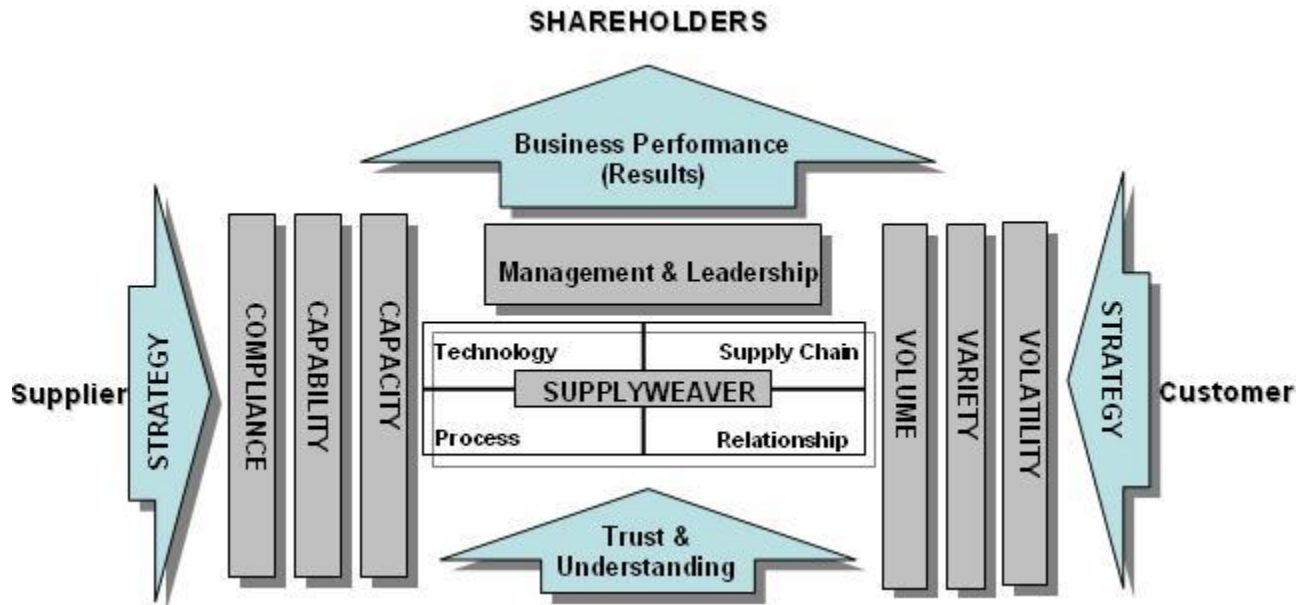 SHAREHOLDERS
Business Performance
(Results)
Management & Leadership
Supplier
STRATEGY
COMPLIANCE
CAPABILITY
CAPACITY
Technology
Supply Chain
SUPPLYWEAVER
Process
Relationship
Trust &
Understanding
VOLUME
VARIETY
VOLATILITY
STRATEGY
Customer